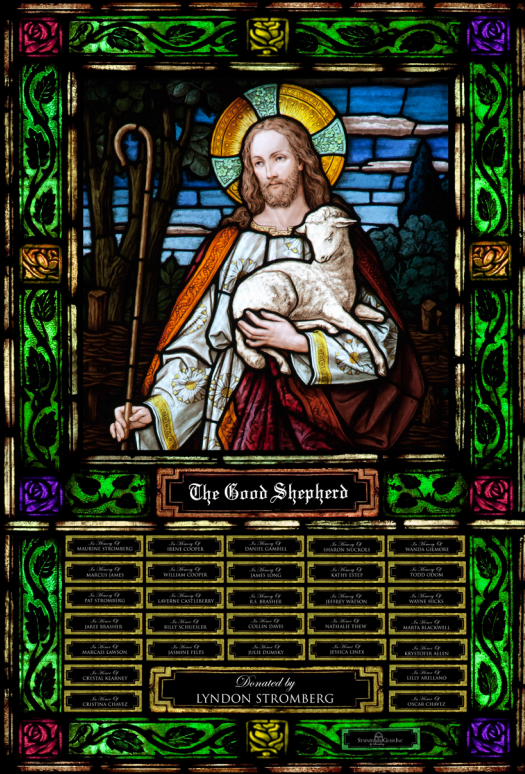 The Good Shepherd
In Memory Of
MAURINE STROMBERG
In Memory Of
IRENE COOPER
In Memory Of
DANIEL GAMBILL
In Memory Of
SHARON NUCKOLS
In Memory Of
WANDA GILMORE
In Memory Of
MARCUS JAMES
In Memory Of
WILLIAM COOPER
In Memory Of
JAMES LONG
In Memory Of
KATHY ESTEP
In Memory Of
TODD ODOM
In Memory Of
PAT STROMBERG
In Memory Of
LAVERNE CASTLEBERRY
In Memory Of
R.S. BRASHER
In Memory Of
JEFFREY WATSON
In Memory Of
WAYNE HICKS
In Honor Of
JAREE BRASHER
In Honor Of
BILLY SCHUESLER
In Honor Of
COLLIN DAVIS
In Honor Of
NATHALIE THEW
In Honor Of
MARTA BLACKWELL
In Honor Of
MARCASI LAWSON
In Honor Of
JASMINE FELPS
In Honor Of
JULIE DUMSKY
In Honor Of
JESSICA LINEX
In Honor Of
KRYSTOFER ALLEN
In Honor Of
CRYSTAL KEARNEY
In Honor Of
LILLY ARELLANO
In Honor Of
CRISTINA CHAVEZ
Donated by
LYNDON STROMBERG
In Honor Of
OSCAR CHAVEZ